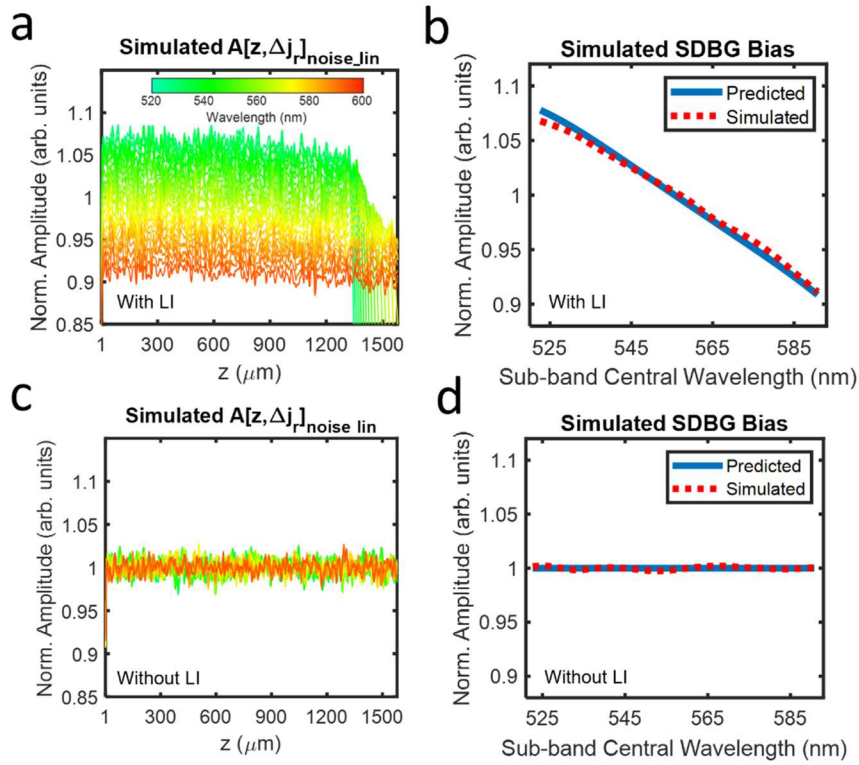 a
Simulated A[z,Δj_r]_noise_lin
520 540 560 580 600
Wavelength (nm)
Norm. Amplitude (arb. units)
1.1
1.05
1
0.95
0.9
0.85
With LI
1 300 600 900 1200 1500
z (μm)
b
Simulated SDBG Bias
Predicted
Simulated
Norm. Amplitude (arb. units)
1.1
1.05
1
0.95
0.9
With LI
525 545 565 585
Sub-band Central Wavelength (nm)
c
Simulated A[z,Δj_r]_noise lin
Norm. Amplitude (arb. units)
1.1
1.05
1
0.95
0.9
0.85
Without LI
1 300 600 900 1200 1500
z (μm)
d
Simulated SDBG Bias
Predicted
Simulated
Norm. Amplitude (arb. units)
1.1
1.05
1
0.95
0.9
Without LI
525 545 565 585
Sub-band Central Wavelength (nm)